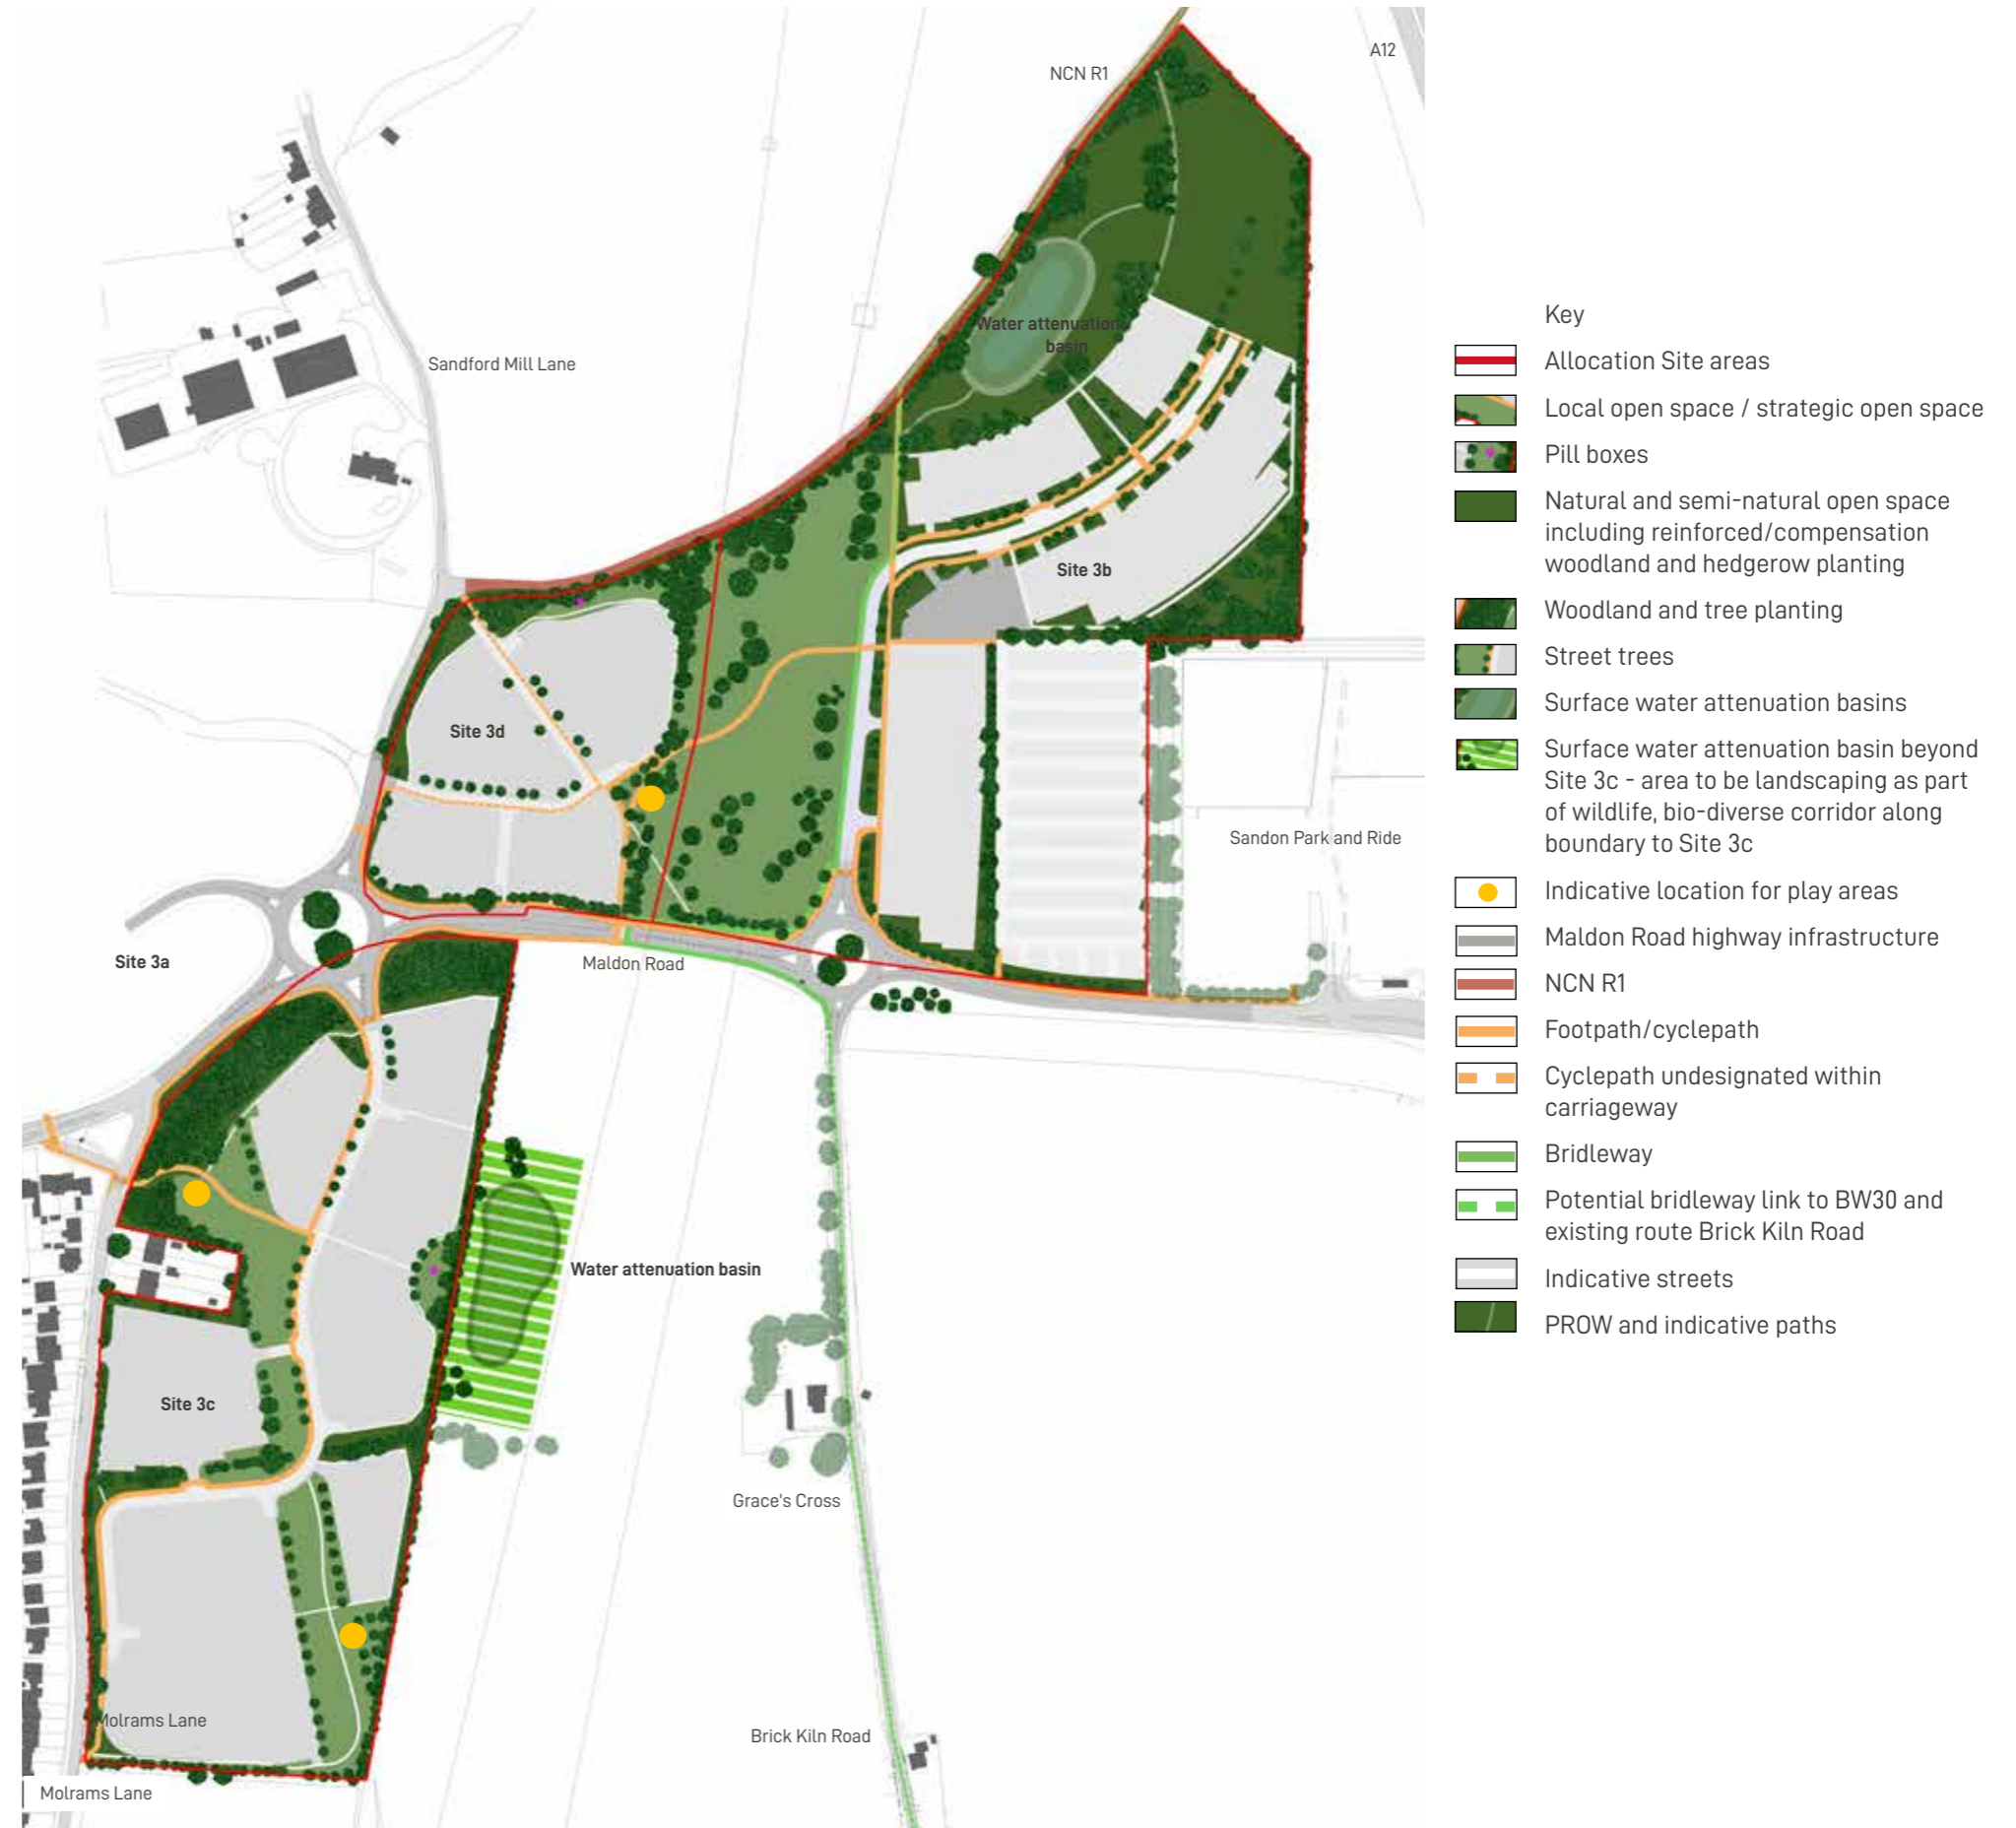 A12
NCN R1
Water attenuation
basin
Sandford Mill Lane
Site 3b
Site 3d
Sandon Park and Ride
Site 3a
Maldon Road
Water attenuation basin
Site 3c
Grace's Cross
Molrams Lane
Brick Kiln Road
Molrams Lane
Key
Allocation Site areas
Local open space / strategic open space
Pill boxes
Natural and semi-natural open space
including reinforced/compensation
woodland and hedgerow planting
Woodland and tree planting
Street trees
Surface water attenuation basins
Surface water attenuation basin beyond
Site 3c - area to be landscaping as part
of wildlife, bio-diverse corridor along
boundary to Site 3c
Indicative location for play areas
Maldon Road highway infrastructure
NCN R1
Footpath/cyclepath
Cyclepath undesignated within
carriageway
Bridleway
Potential bridleway link to BW30 and
existing route Brick Kiln Road
Indicative streets
PROW and indicative paths